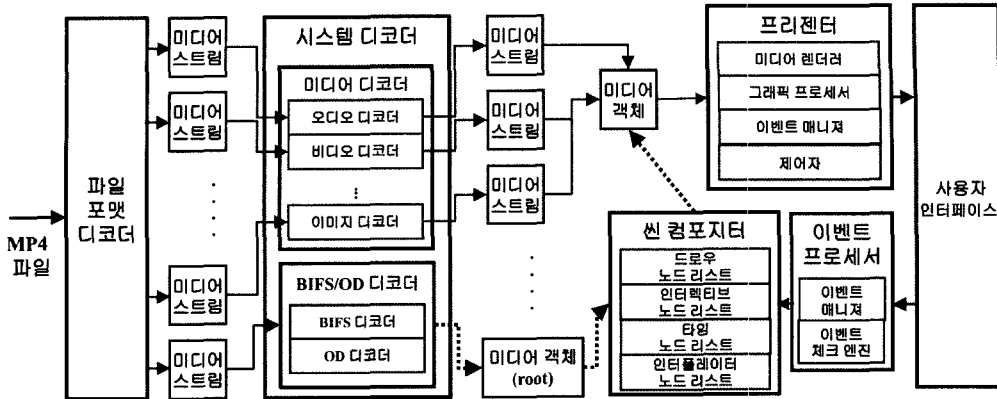 MP4
파일
파일
포맷
디코더
미디어
스트림
미디어
스트림
미디어
스트림
미디어
스트림
시스템 디코더
미디어 디코더
오디오 디코더
비디오 디코더
이미지 디코더
BIFS/OD 디코더
BIFS 디코더
OD 디코더
미디어
스트림
미디어
스트림
미디어
스트림
미디어 객체
(root)
미디어
객체
프리젠터
미디어 렌더러
그래픽 프로세서
이벤트 매니져
제어자
씬 컴포지터
드로우
노드 리스트
인터렉티브
노드 리스트
타임
노드 리스트
인터폴레이터
노드 리스트
이벤트
프로세서
이벤트
매니져
이벤트
체크 엔진
사용자
인터페이스